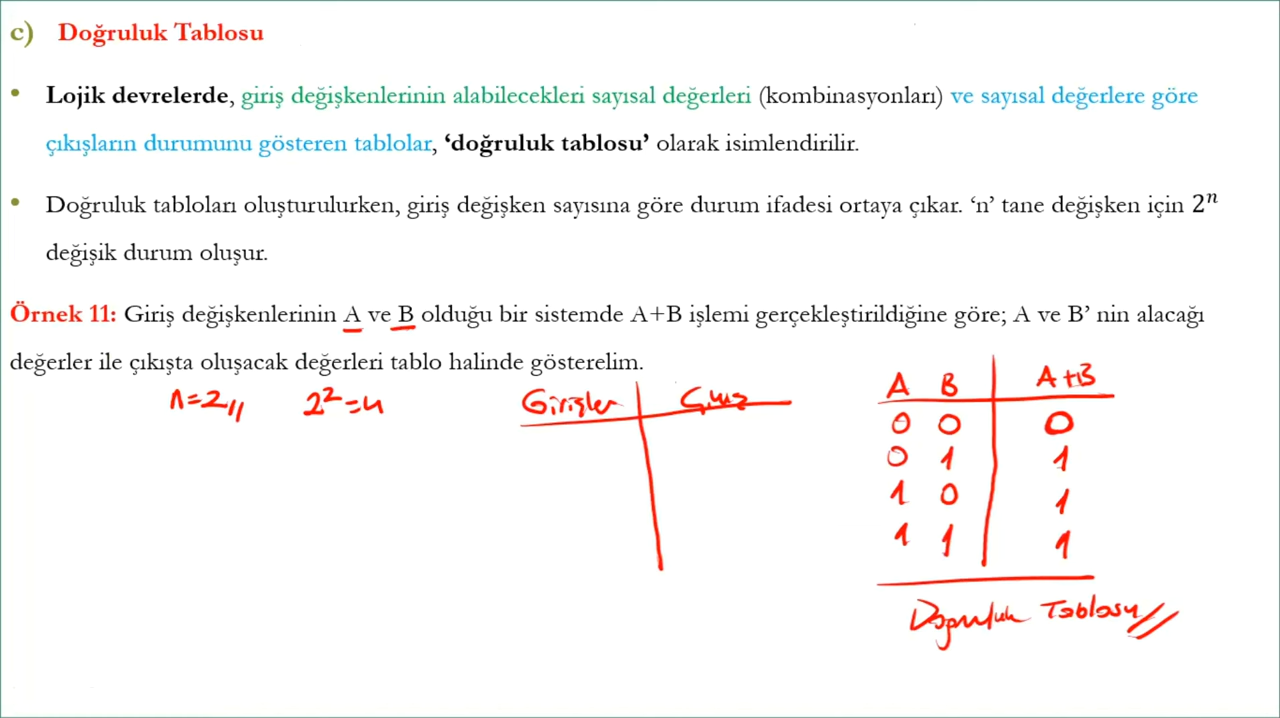 c) Doğruluk Tablosu
• Lojik devrelerde, giriş değişkenlerinin alabilecekleri sayısal değerleri (kombinasyonları) ve sayısal değerlere göre
çıkışların durumunu gösteren tablolar, ‘doğruluk tablosu’ olarak isimlendirilir.
• Doğruluk tabloları oluşturulurken, giriş değişken sayısına göre durum ifadesi ortaya çıkar. ‘n’ tane değişken için 2ⁿ
değişik durum oluşur.
Örnek 11: Giriş değişkenlerinin A ve B olduğu bir sistemde A+B işlemi gerçekleştirildiğine göre; A ve B’ nin alacağı
değerler ile çıkışta oluşacak değerleri tablo halinde gösterelim.
n=2,, 2²=4
Girişler Çıkış
A B A+B
0 0 0
0 1 1
1 0 1
1 1 1
Doğruluk Tablosu